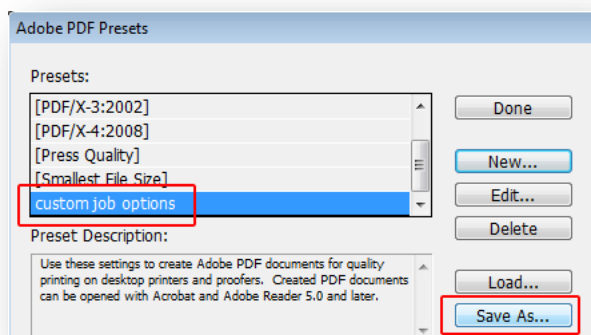 Adobe PDF Presets
Presets:
[PDF/X-3:2002]
[PDF/X-4:2008]
[Press Quality]
[Smallest File Size]
custom job options
Done
New...
Edit...
Delete
Preset Description:
Use these settings to create Adobe PDF documents for quality
printing on desktop printers and proofers.  Created PDF documents
can be opened with Acrobat and Adobe Reader 5.0 and later.
Load...
Save As...